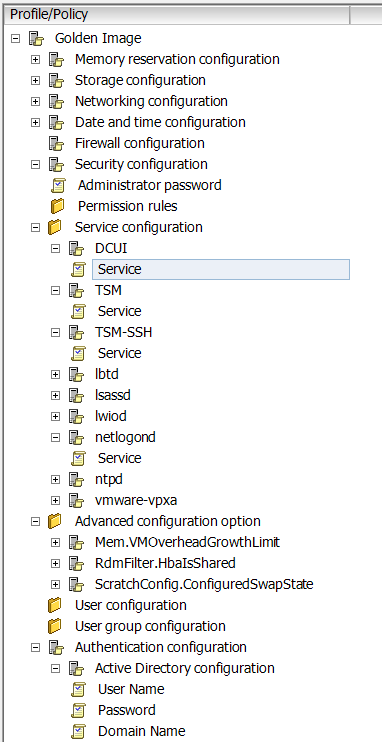 Profile/Policy
Golden Image
Memory reservation configuration
Storage configuration
Networking configuration
Date and time configuration
Firewall configuration
Security configuration
Administrator password
Permission rules
Service configuration
DCUI
Service
TSM
Service
TSM-SSH
Service
lbtd
lsassd
lwiod
netlogond
Service
ntpd
vmware-vpxa
Advanced configuration option
Mem.VMOverheadGrowthLimit
RdmFilter.HbaIsShared
ScratchConfig.ConfiguredSwapState
User configuration
User group configuration
Authentication configuration
Active Directory configuration
User Name
Password
Domain Name